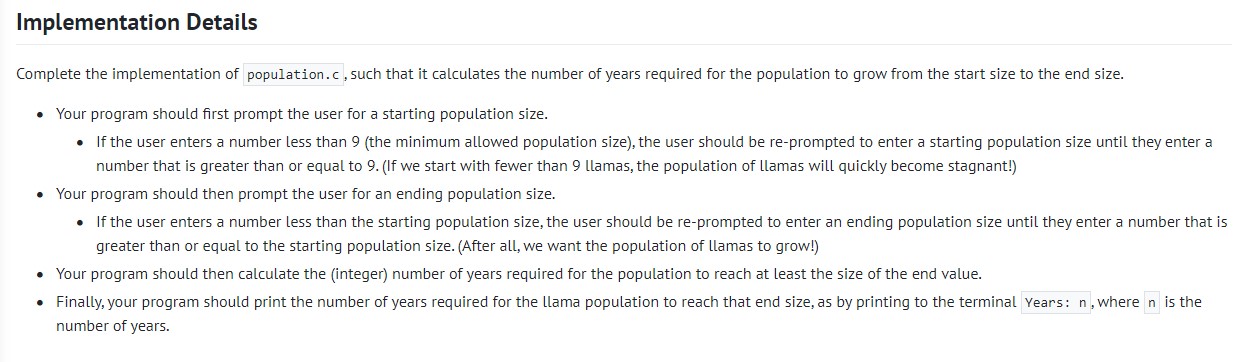 Implementation Details
Complete the implementation of population.c, such that it calculates the number of years required for the population to grow from the start size to the end size.
• Your program should first prompt the user for a starting population size.
• If the user enters a number less than 9 (the minimum allowed population size), the user should be re-prompted to enter a starting population size until they enter a
number that is greater than or equal to 9. (If we start with fewer than 9 llamas, the population of llamas will quickly become stagnant!)
• Your program should then prompt the user for an ending population size.
• If the user enters a number less than the starting population size, the user should be re-prompted to enter an ending population size until they enter a number that is
greater than or equal to the starting population size. (After all, we want the population of llamas to grow!)
• Your program should then calculate the (integer) number of years required for the population to reach at least the size of the end value.
• Finally, your program should print the number of years required for the llama population to reach that end size, as by printing to the terminal Years: n, where n is the
number of years.